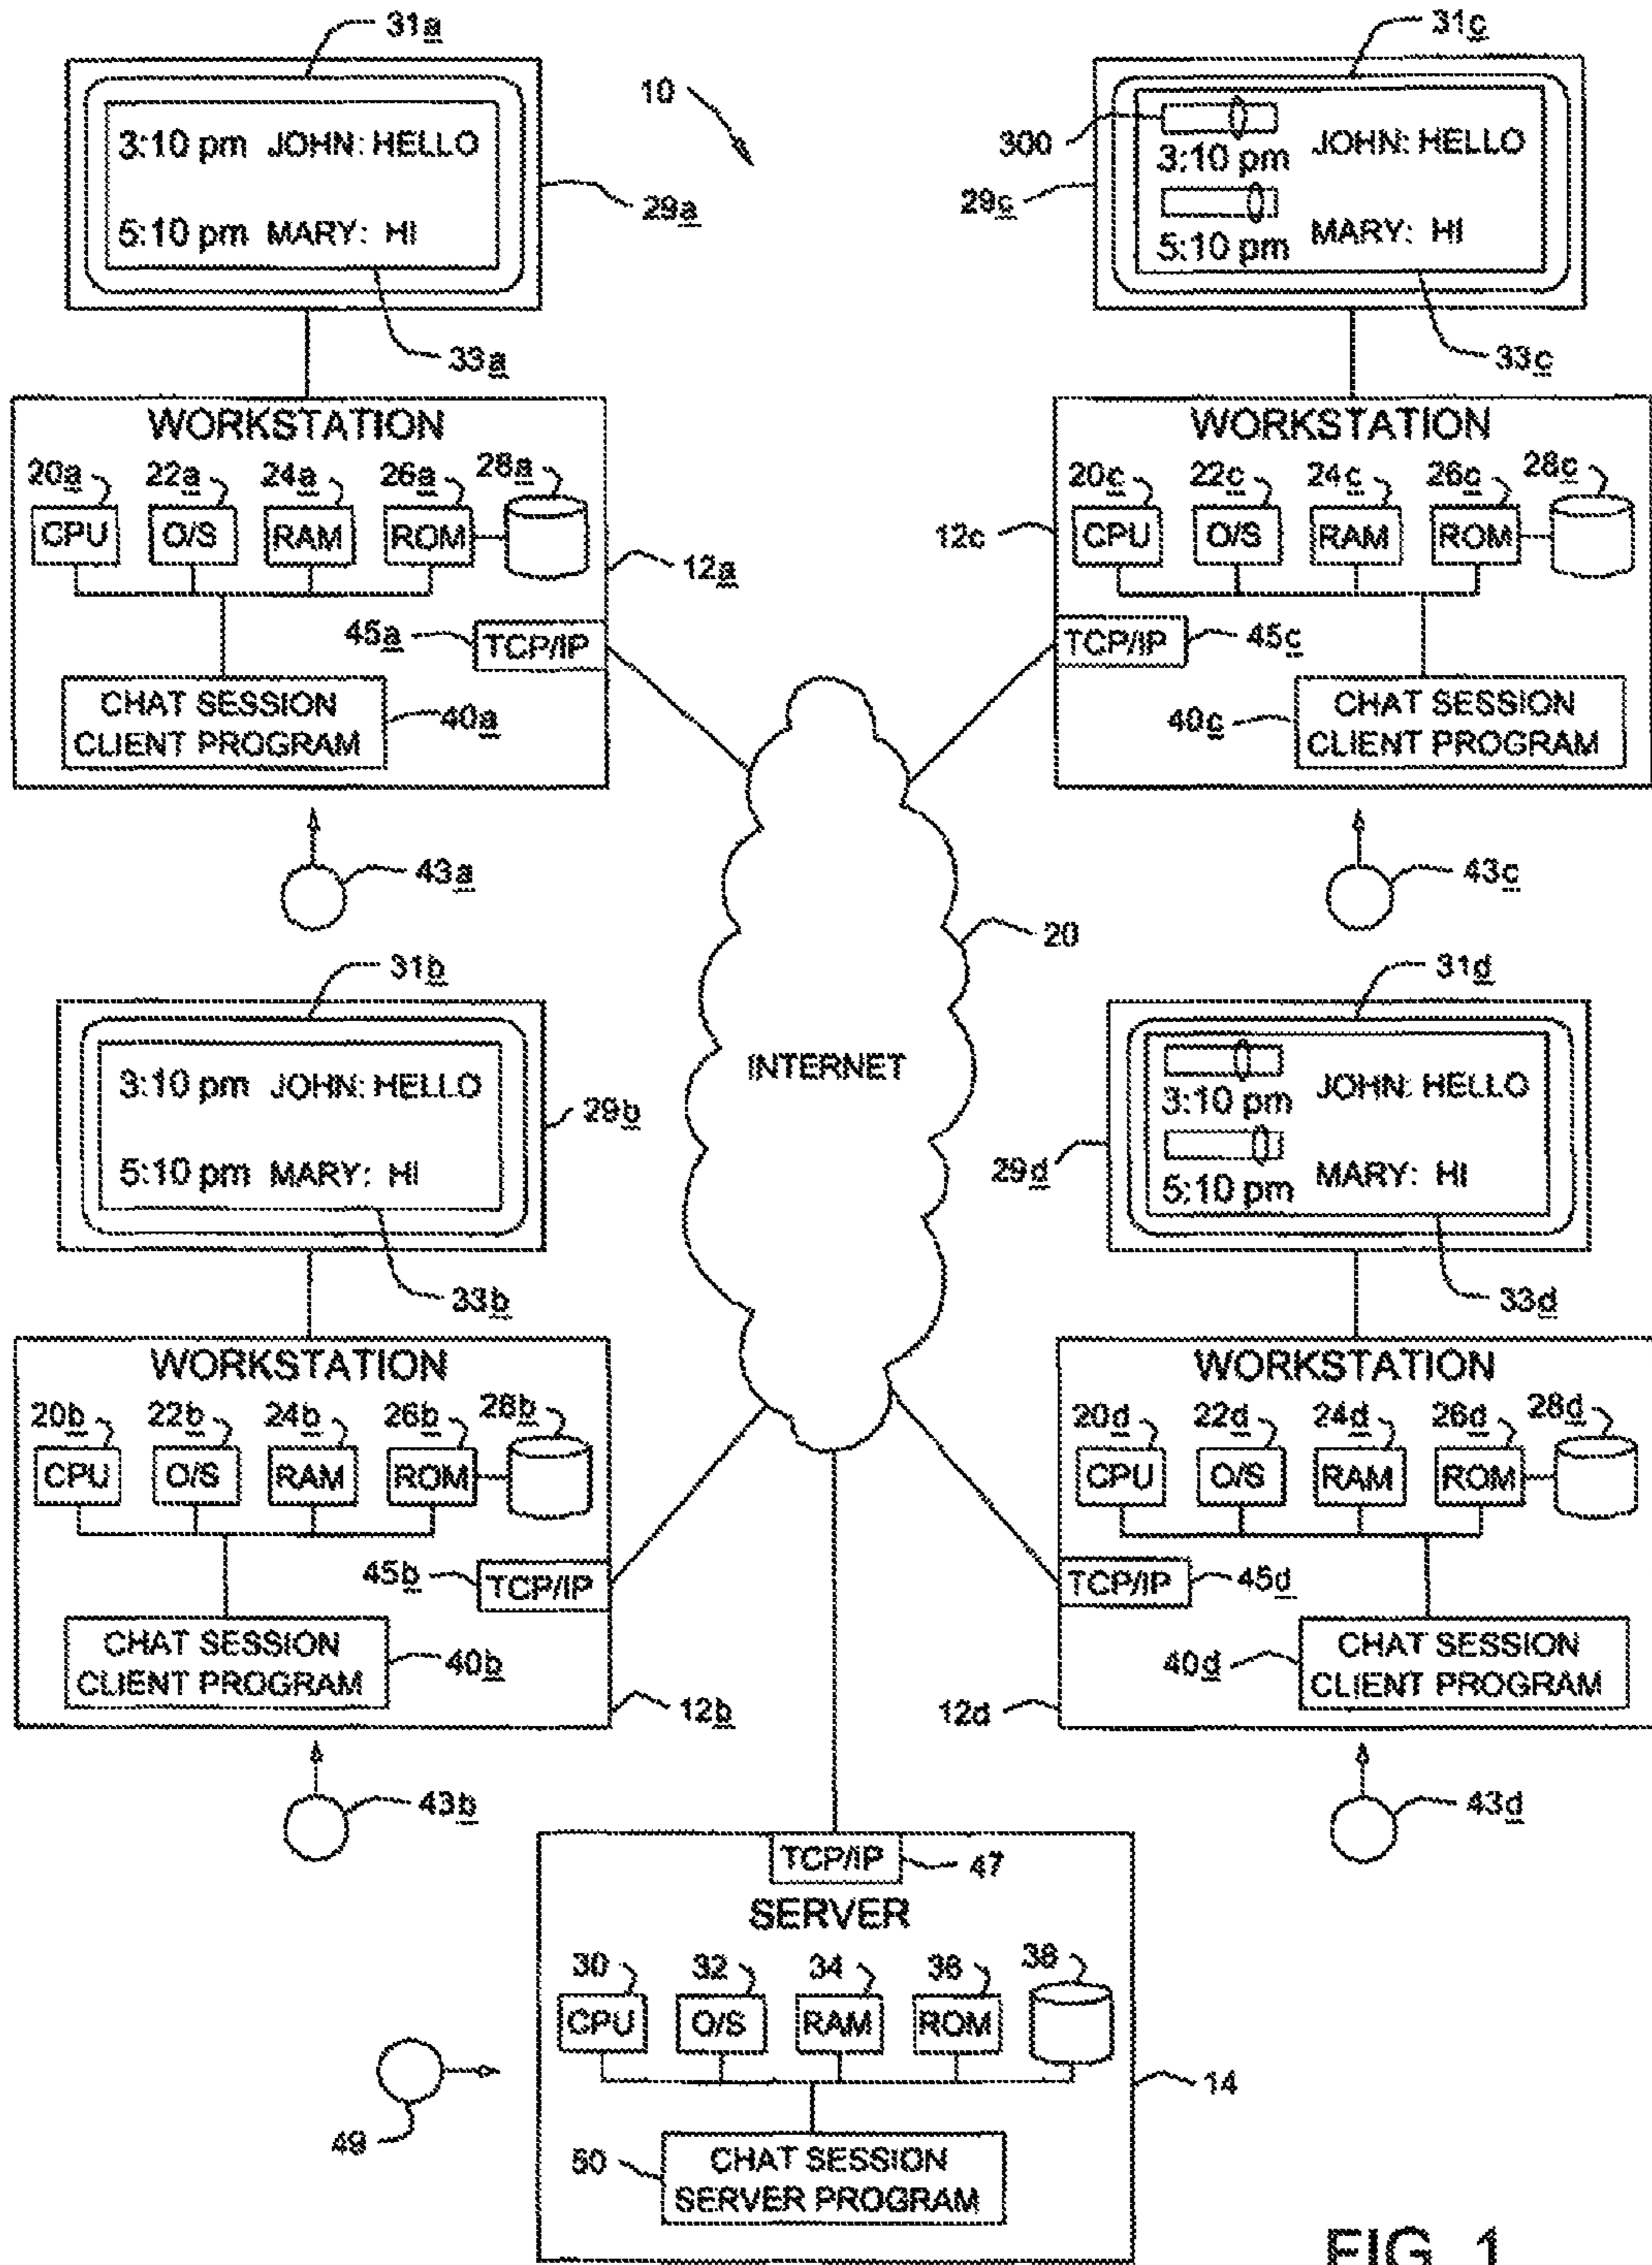 31a
31c
10
3:10 pm JOHN: HELLO
5:10 pm MARY: HI
29a
33a
300
3:10 pm JOHN: HELLO
5:10 pm MARY: HI
29c
33c
WORKSTATION
20a 22a 24a 26a 28a
CPU O/S RAM ROM
12a
45a TCP/IP
CHAT SESSION
CLIENT PROGRAM
40a
43a
WORKSTATION
20c 22c 24c 26c 28c
CPU O/S RAM ROM
12c
TCP/IP 45c
40c
CHAT SESSION
CLIENT PROGRAM
43c
INTERNET
20
31b
3:10 pm JOHN: HELLO
5:10 pm MARY: HI
29b
33b
31d
3:10 pm JOHN: HELLO
5:10 pm MARY: HI
29d
33d
WORKSTATION
20b 22b 24b 26b 28b
CPU O/S RAM ROM
45b TCP/IP
CHAT SESSION
CLIENT PROGRAM
40b
12b
43b
WORKSTATION
20d 22d 24d 26d 28d
CPU O/S RAM ROM
TCP/IP 45d
40d
CHAT SESSION
CLIENT PROGRAM
12d
43d
TCP/IP 47
SERVER
30 32 34 36 38
CPU O/S RAM ROM
14
49
50
CHAT SESSION
SERVER PROGRAM
FIG. 1